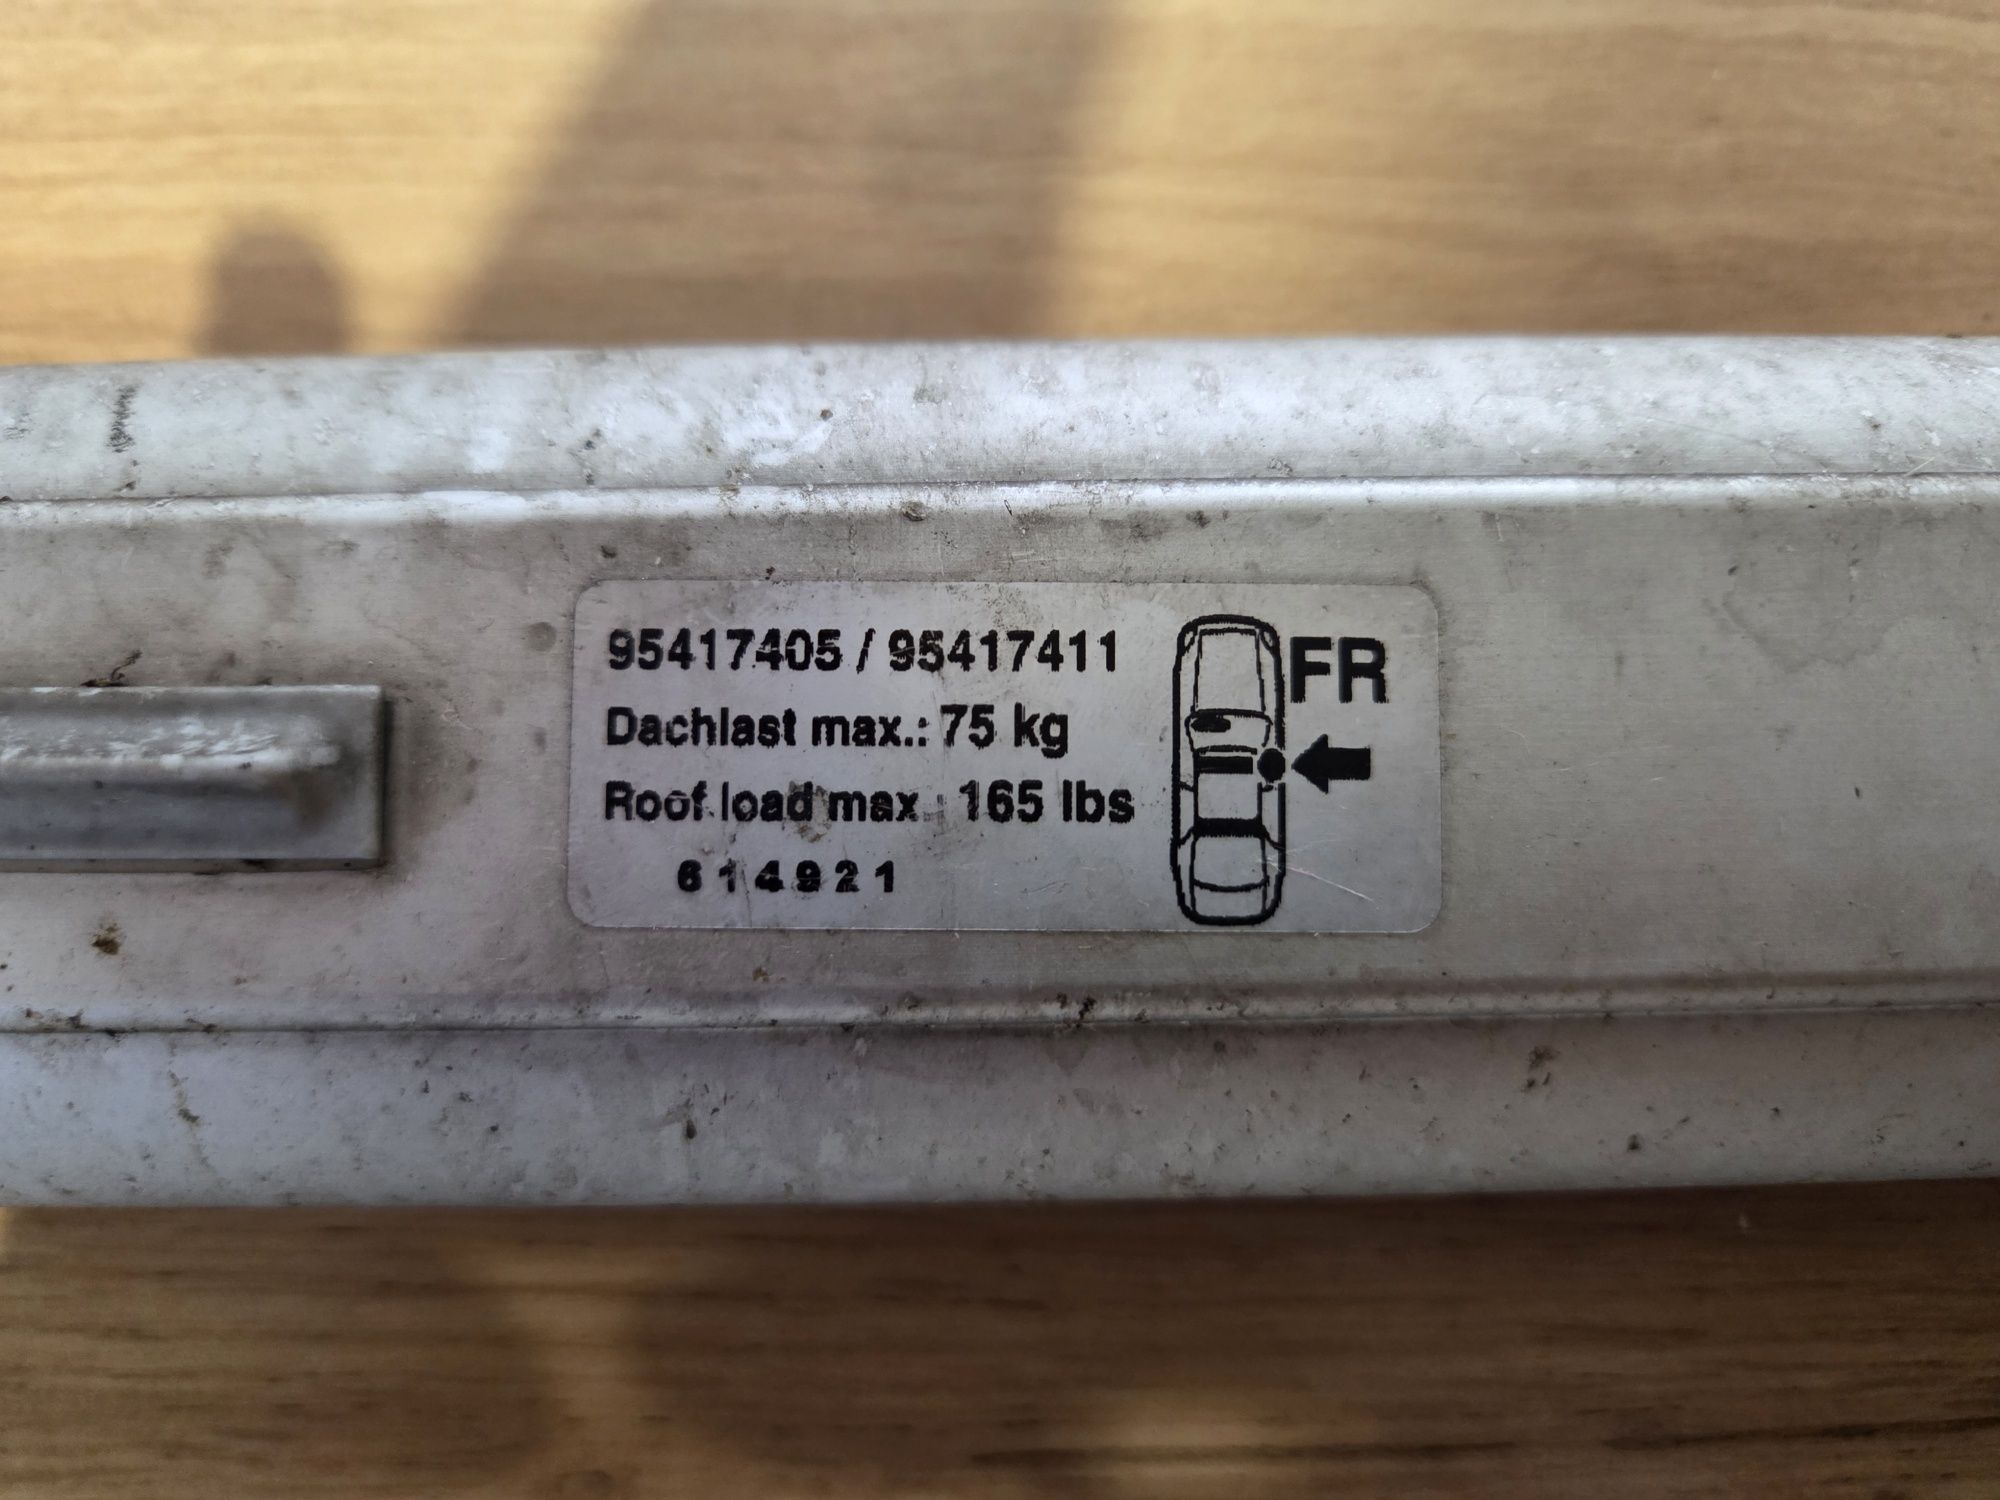 95417405 / 95417411
Dachlast max.: 75 kg
Roof load max.: 165 lbs
614921
FR